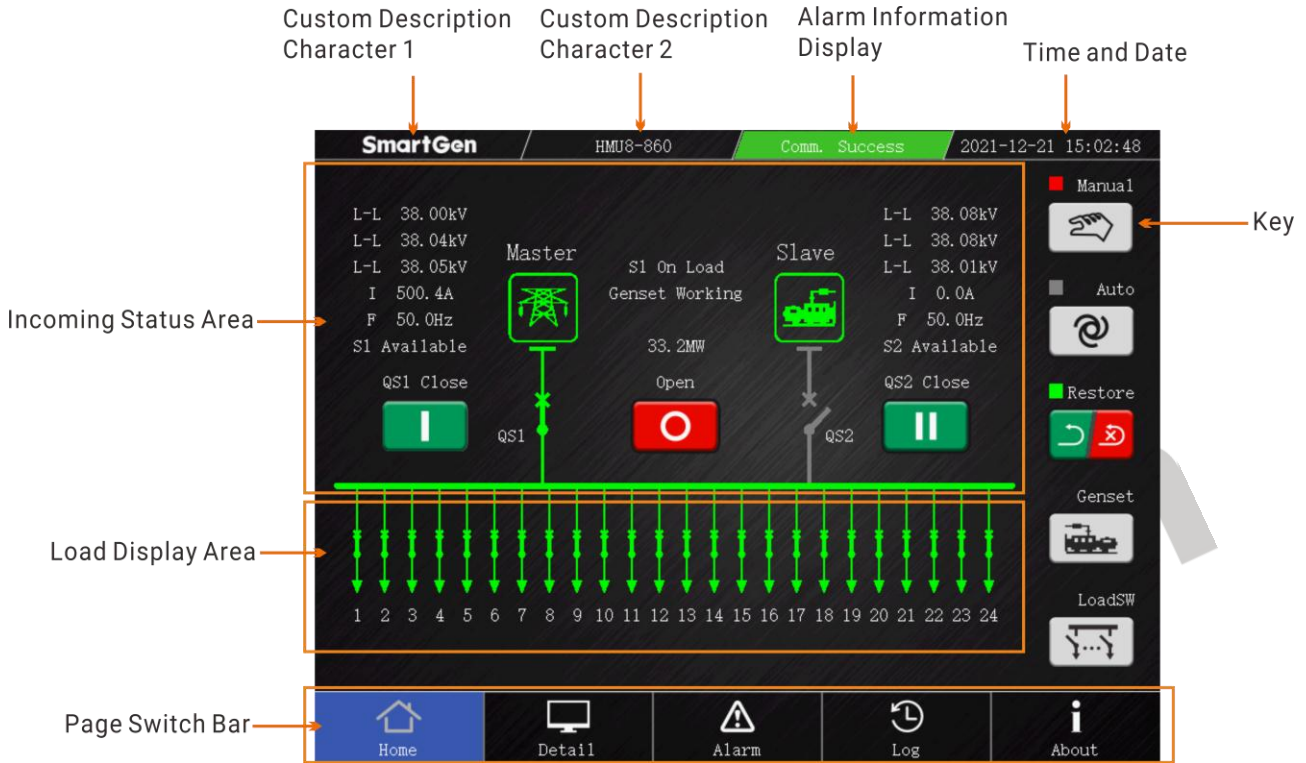 Custom Description
Character 1
Custom Description
Character 2
Alarm Information
Display
Time and Date
SmartGen
HMU8-860
Comm. Success
2021-12-21 15:02:48
Manual
Key
Auto
Restore
Genset
LoadSW
Incoming Status Area
L-L 38.00kV
L-L 38.04kV
L-L 38.05kV
I 500.4A
F 50.0Hz
S1 Available
QS1 Close
Master
QS1
S1 On Load
Genset Working
33.2MW
Open
Slave
QS2
L-L 38.08kV
L-L 38.08kV
L-L 38.01kV
I 0.0A
F 50.0Hz
S2 Available
QS2 Close
Load Display Area
1 2 3 4 5 6 7 8 9 10 11 12 13 14 15 16 17 18 19 20 21 22 23 24
Page Switch Bar
Home
Detail
Alarm
Log
About